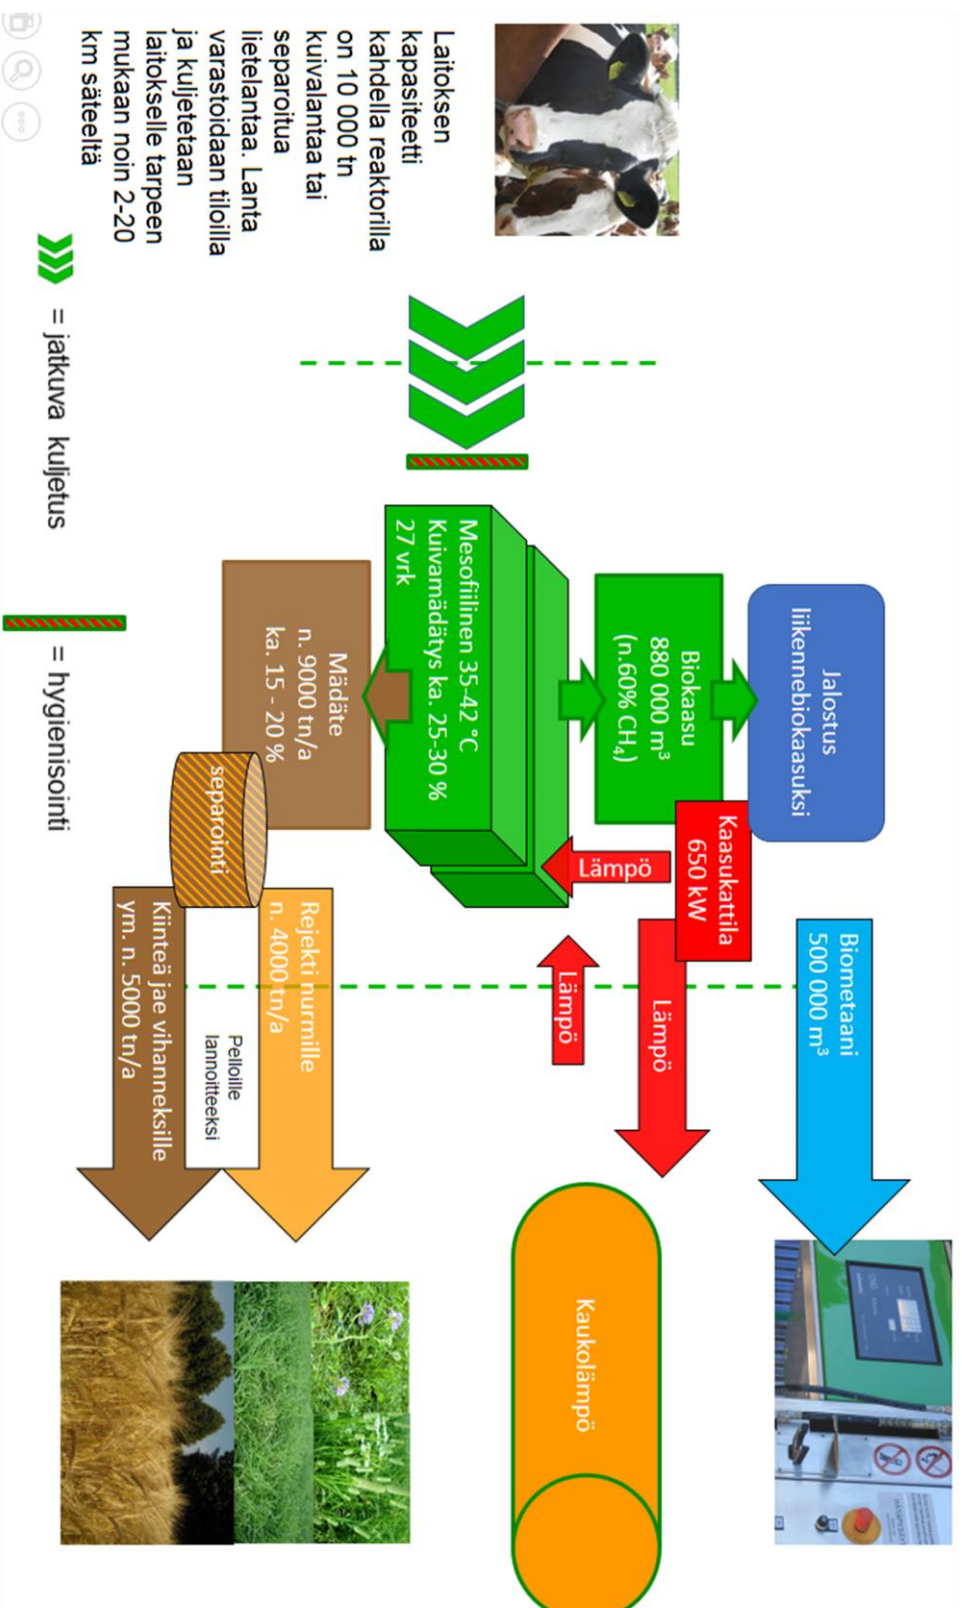 Laitoksen
kapasiteetti
kahdella reaktorilla
on 10 000 tn
kuivalantaa tai
separoitua
lietelantaa. Lanta
varastoidaan tiloilla
ja kuljetetaan
laitokselle tarpeen
mukaan noin 2-20
km säteeltä
Jalostus
liikennebiokaasuksi
Biokaasu
880 000 m³
(n.60% CH₄)
Kaasukattila
650 kW
Lämpö
Mesofiilinen 35-42 °C
Kuivamädätys ka. 25-30 %
27 vrk
Mädäte
n. 9000 tn/a
ka. 15 - 20 %
separointi
Biometaani
500 000 m³
Lämpö
Lämpö
Kaukolämpö
Rejekti nurmille
n. 4000 tn/a
Pelloille
lannoitteeksi
Kiinteä jae vihanneksille
ym. n. 5000 tn/a
= jatkuva kuljetus
= hygienisointi